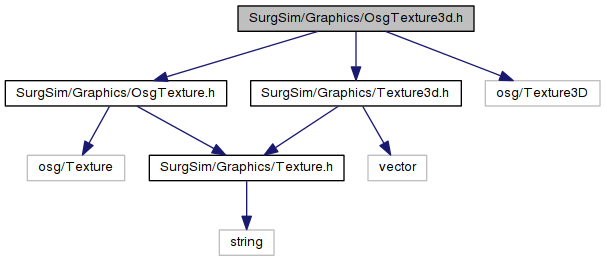 SurgSim/Graphics/OsgTexture3d.h
SurgSim/Graphics/OsgTexture.h
SurgSim/Graphics/Texture3d.h
osg/Texture3D
osg/Texture
SurgSim/Graphics/Texture.h
vector
string